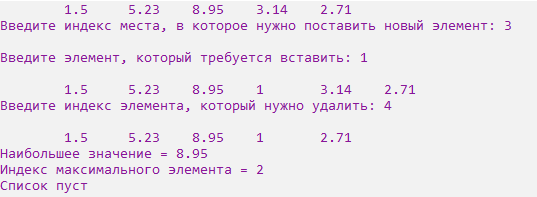 1.5 5.23 8.95 3.14 2.71
Введите индекс места, в которое нужно поставить новый элемент: 3
Введите элемент, который требуется вставить: 1
1.5 5.23 8.95 1 3.14 2.71
Введите индекс элемента, который нужно удалить: 4
1.5 5.23 8.95 1 2.71
Наибольшее значение = 8.95
Индекс максимального элемента = 2
Список пуст